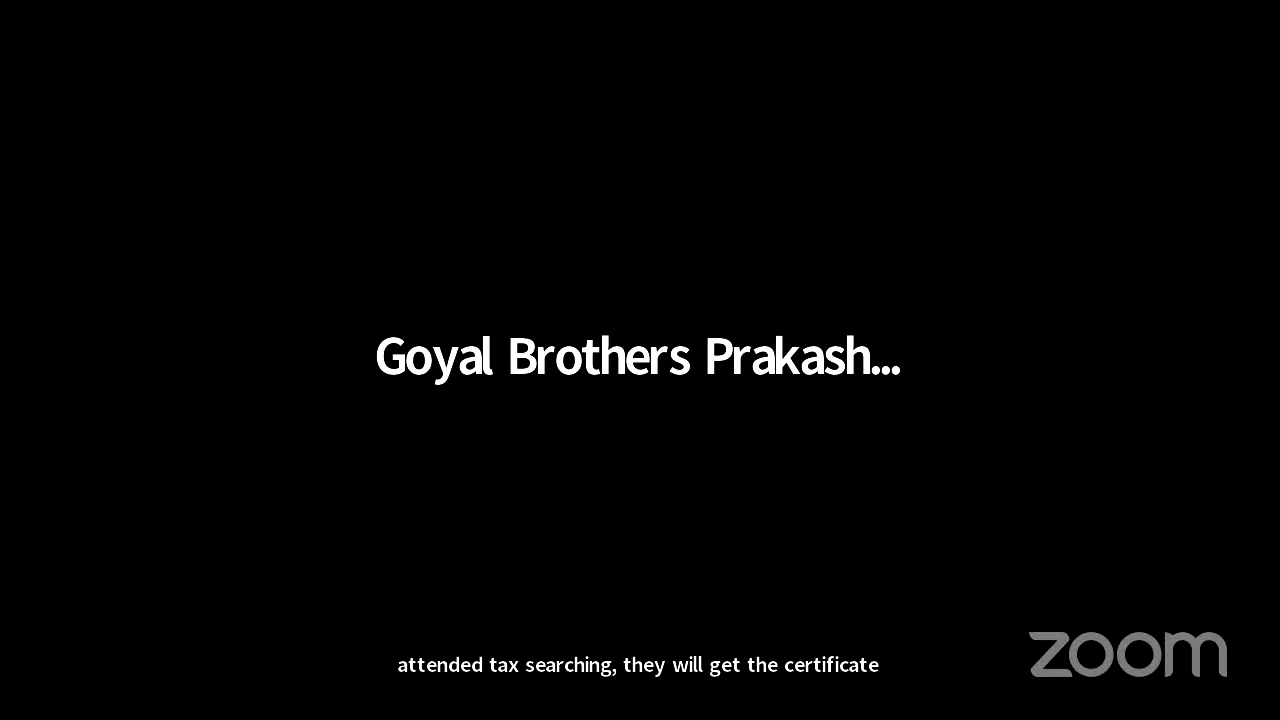 Goyal Brothers Prakash...
attended tax searching, they will get the certificate
zoom